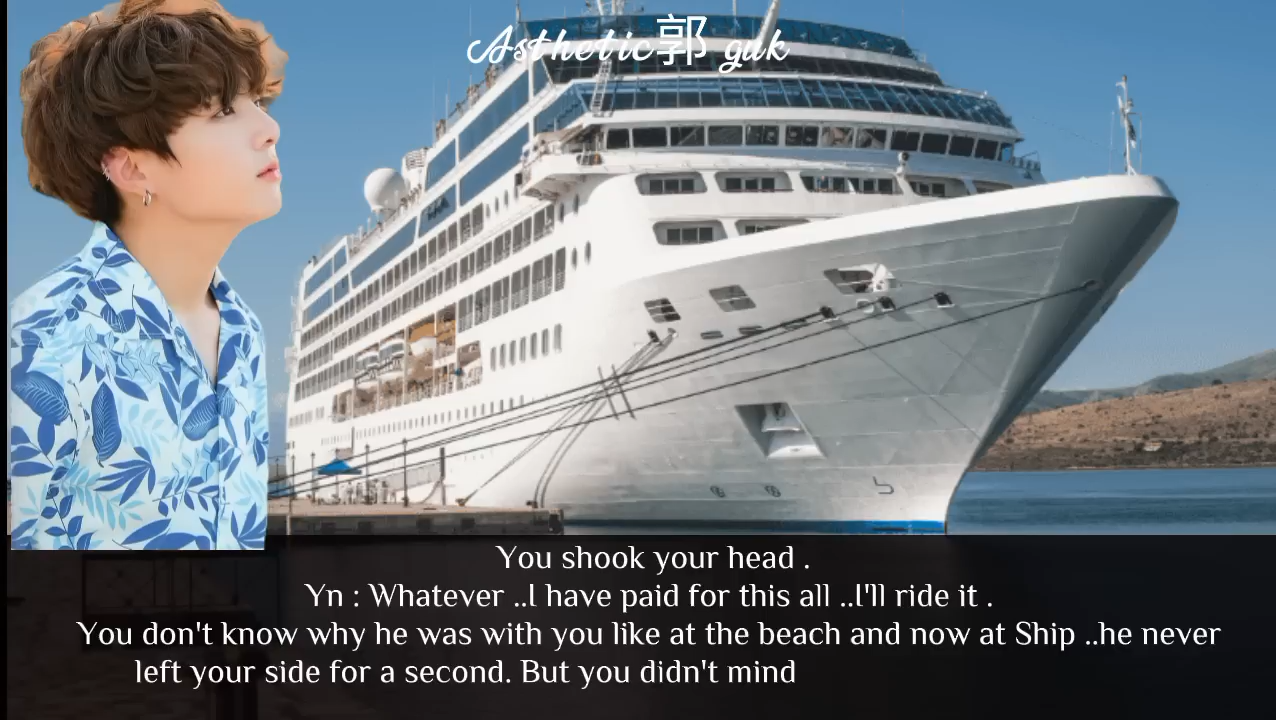 Asthetic郭 guk
You shook your head .
Yn : Whatever ..I have paid for this all ..I'll ride it .
You don't know why he was with you like at the beach and now at Ship ..he never
left your side for a second. But you didn't mind